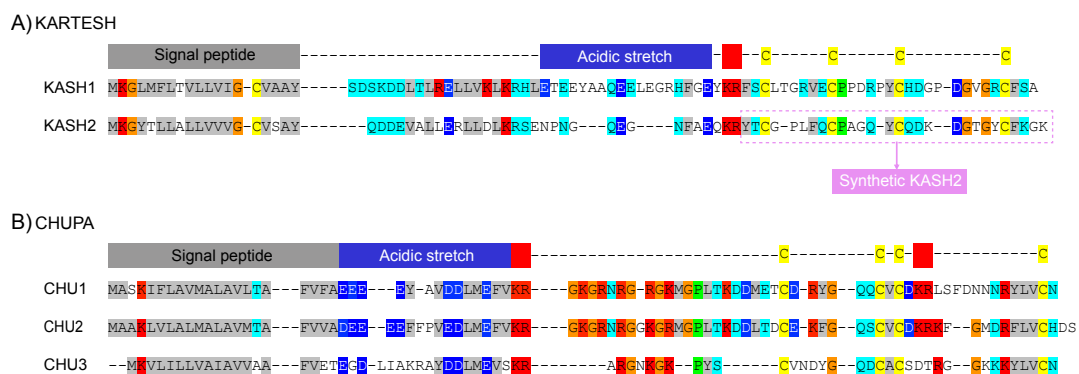 A) KARTESH
Signal peptide--------------------Acidic stretch----C------C------C----------C
KASH1 MKGLMFLTVLLVIG-CVAAY-----SDSKDDLTLRELLVKLKRHLETEEYAAQEELEGRHFGEYKRFSCLTGRVECPPDRPYCHDGP-DGVGRCFSA
KASH2 MKGYTLLALLVVVG-CVSAY-------QDDEVALLERLLDLKRSENPNG---QEG----NFAEQKRYTCG-PLFQCPAGQ-YCQDK--DGTGYCFKGK
Synthetic KASH2
B) CHUPA
Signal peptide Acidic stretch--------------------------C---------C-C-----------C
CHU1 MASKIFLAVMALAVLTA---FVFAEEE--EY-AVDDLMEFVKR---GKGRNRG-RGKMGPLTKDDMETCD-RYG--QQCVCDKRLSFDNNNRYLVCN
CHU2 MAAKLVLALMALAVMTA---FVVADEE--EEFFPVEDLMEFVKR---GKGRNRGGKGRMGPLTKDDLTDCE-KFG--QSCVCDKRKF--GMDRFLVCHDS
CHU3 --MKVLILLVAIAVVAA---FVETEGD-LIAKRAYDDLMEVSKR--------ARGNKGK-PYS-----CVNDYG--QDCACSDTRG--GKKKYLVCN